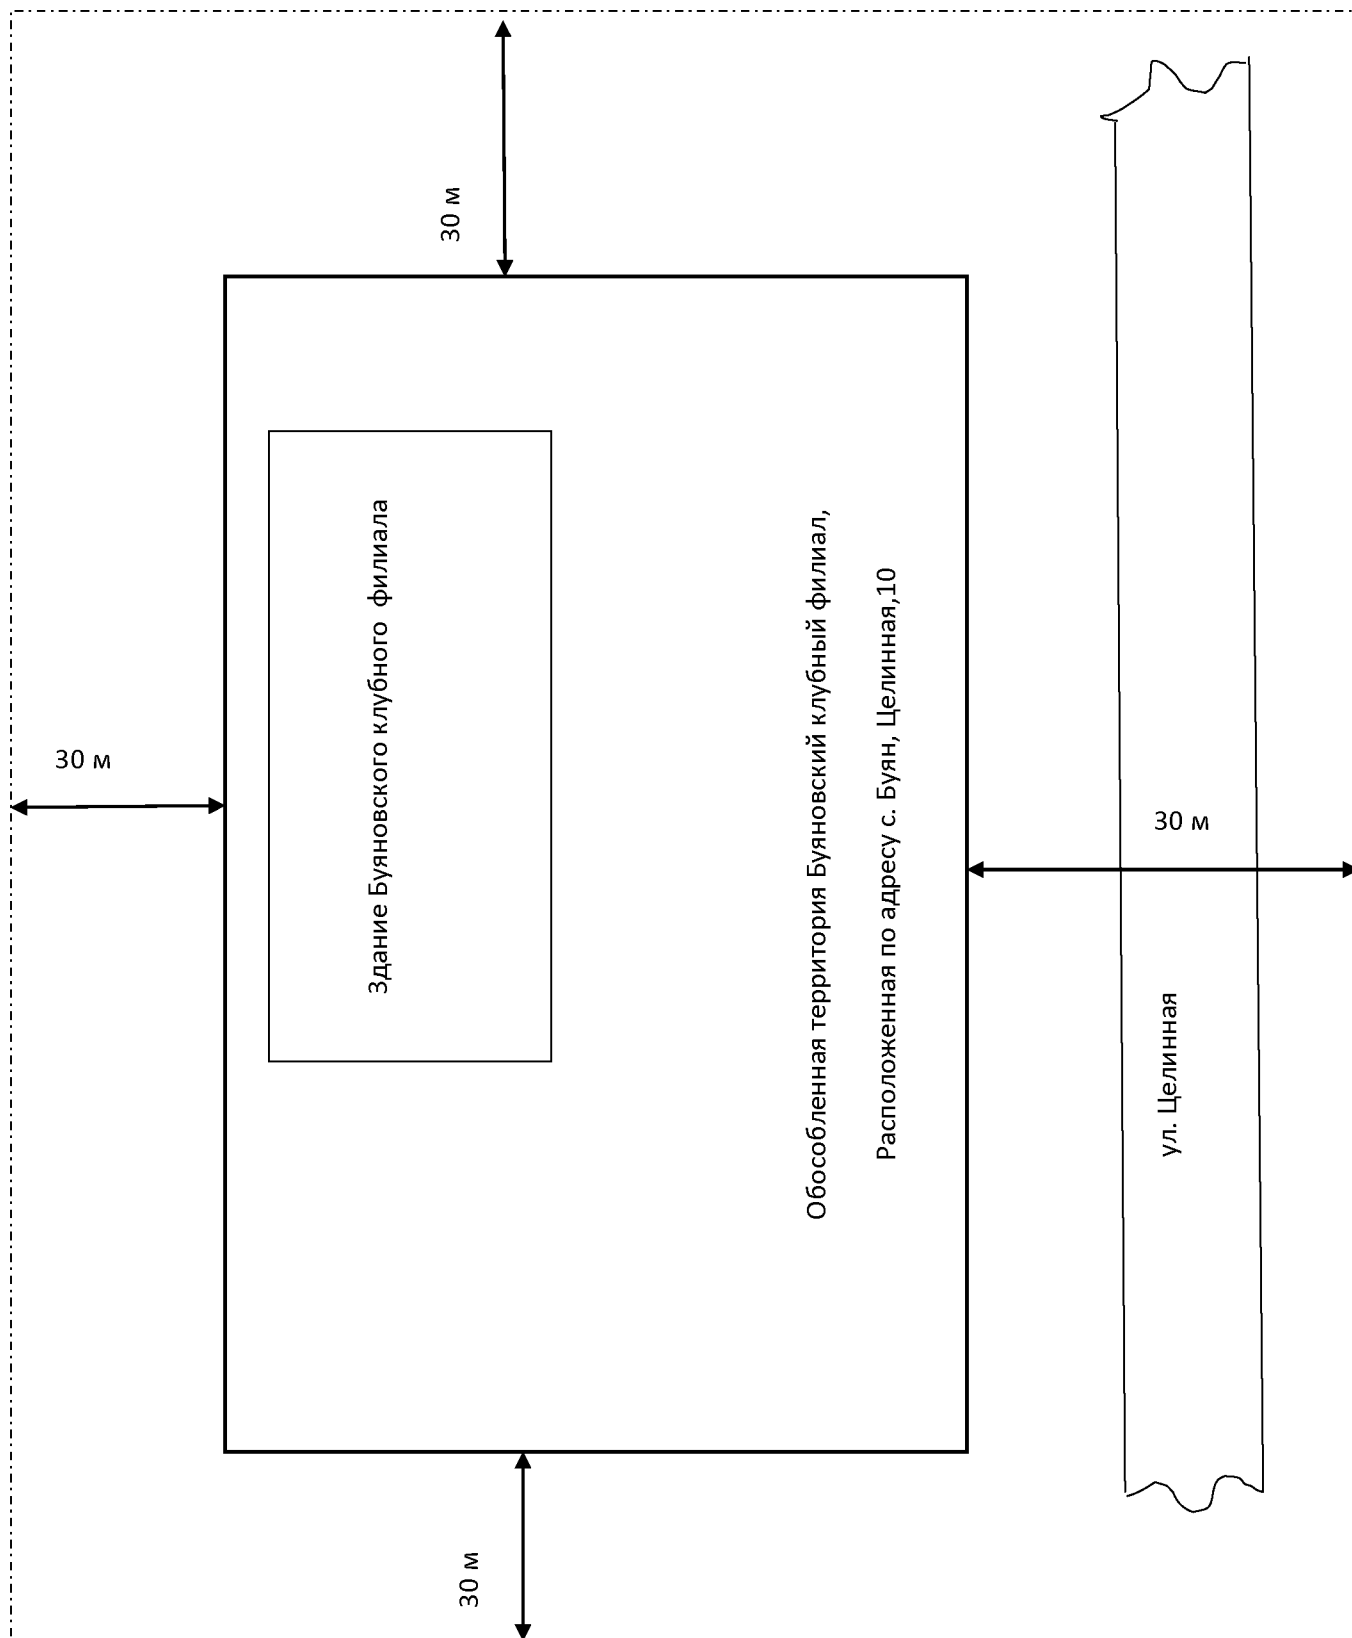 30 м
Здание Буяновского клубного филиала
Обособленная территория Буяновский клубный филиал,
Расположенная по адресу с. Буян, Целинная,10
30 м
30 м
ул. Целинная
30 м